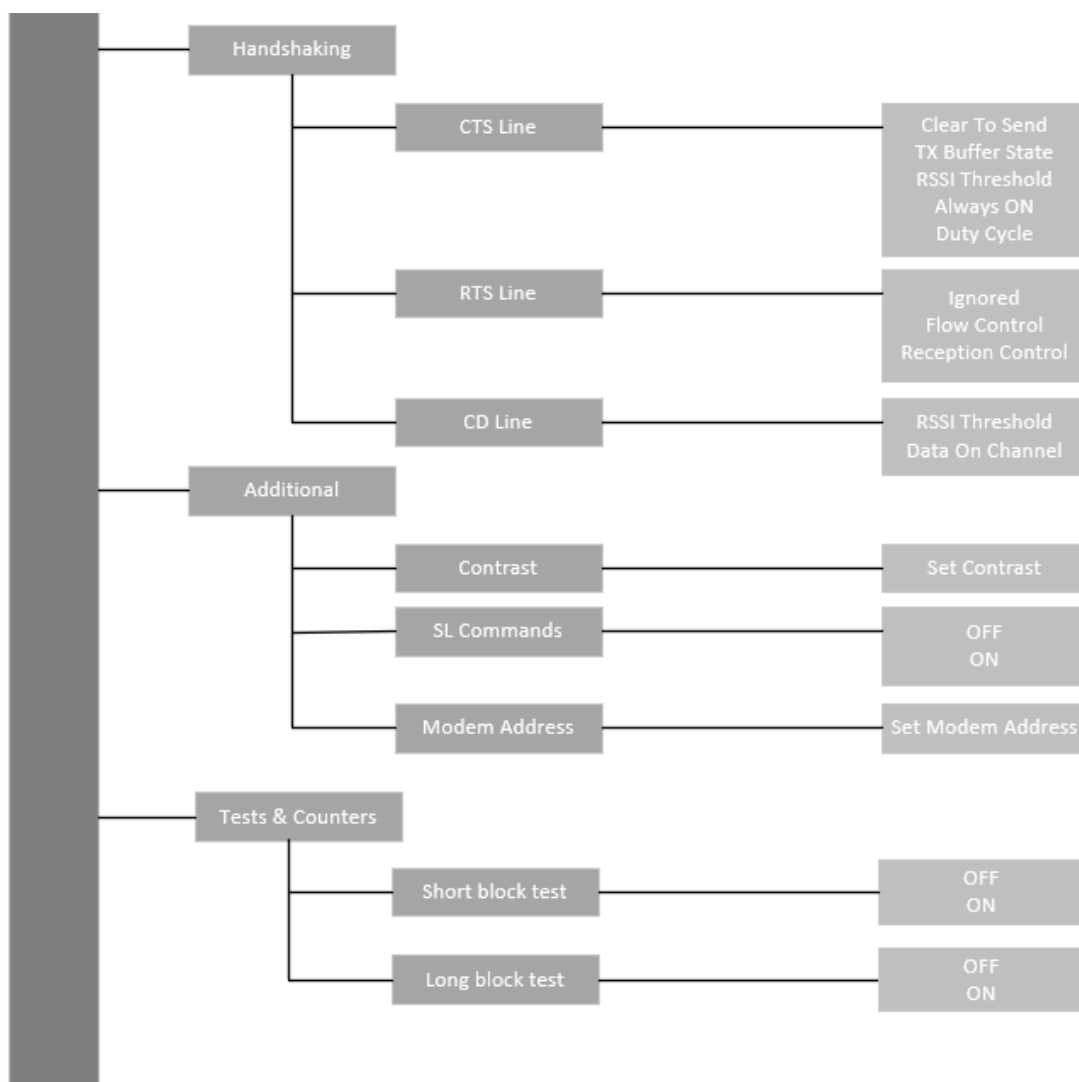 Handshaking
CTS Line
Clear To Send
TX Buffer State
RSSI Threshold
Always ON
Duty Cycle
RTS Line
Ignored
Flow Control
Reception Control
CD Line
RSSI Threshold
Data On Channel
Additional
Contrast
Set Contrast
SL Commands
OFF
ON
Modem Address
Set Modem Address
Tests & Counters
Short block test
OFF
ON
Long block test
OFF
ON